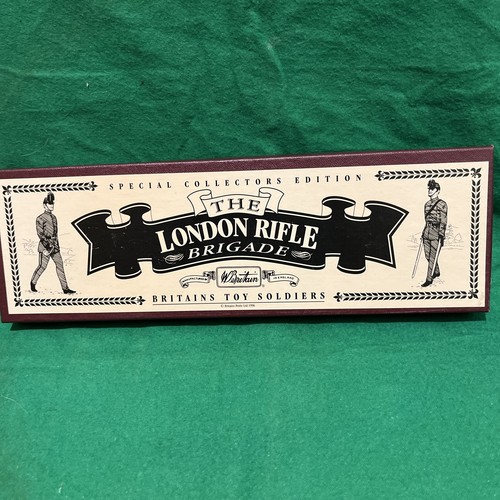 SPECIAL COLLECTORS EDITION
THE
LONDON RIFLE
BRIGADE
W. Britain
BRITAINS TOY SOLDIERS